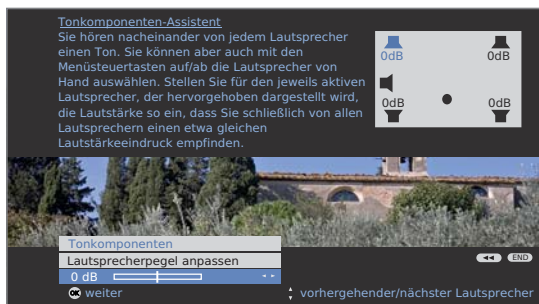 Tonkomponenten-Assistent
Sie hören nacheinander von jedem Lautsprecher
einen Ton. Sie können aber auch mit den
Menüsteuertasten auf/ab die Lautsprecher von
Hand auswählen. Stellen Sie für den jeweils aktiven
Lautsprecher, der hervorgehoben dargestellt wird,
die Lautstärke so ein, dass Sie schließlich von allen
Lautsprechern einen etwa gleichen
Lautstärkeeindruck empfinden.
0dB 0dB
0dB 0dB
Tonkomponenten
Lautsprecherpegel anpassen
0 dB
END
OK weiter
vorhergehender/nächster Lautsprecher